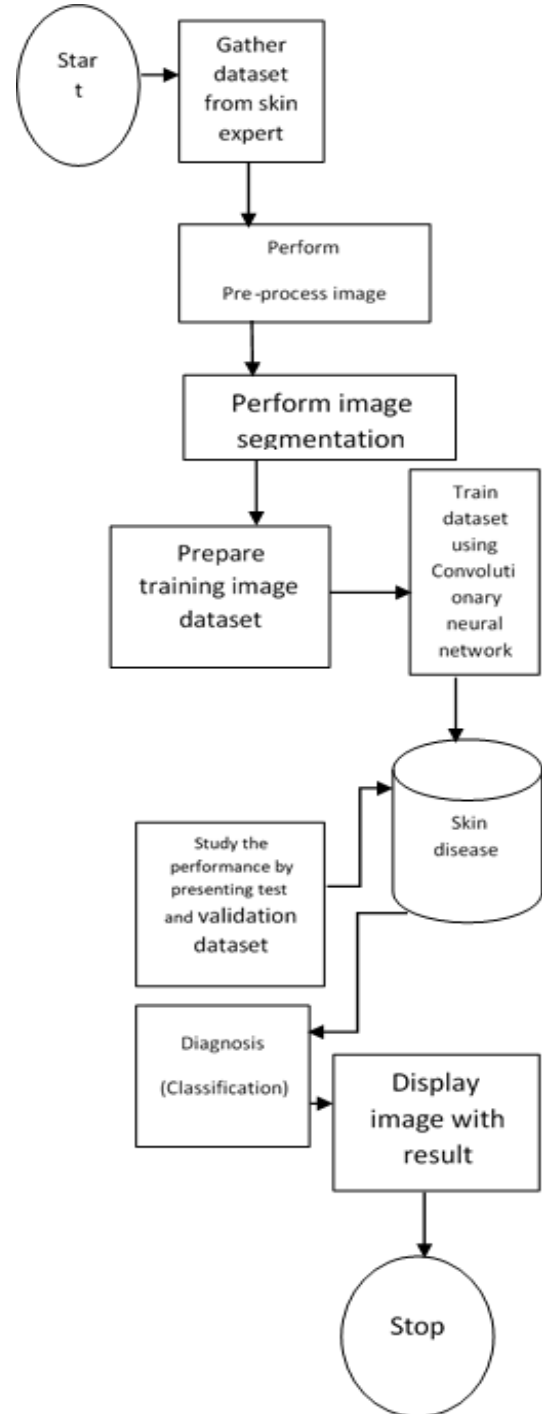 Star
t
Gather
dataset
from skin
expert
Perform
Pre-process image
Perform image
segmentation
Prepare
training image
dataset
Train
dataset
using
Convoluti
onary
neural
network
Skin
disease
Study the
performance by
presenting test
and validation
dataset
Diagnosis
(Classification)
Display
image with
result
Stop